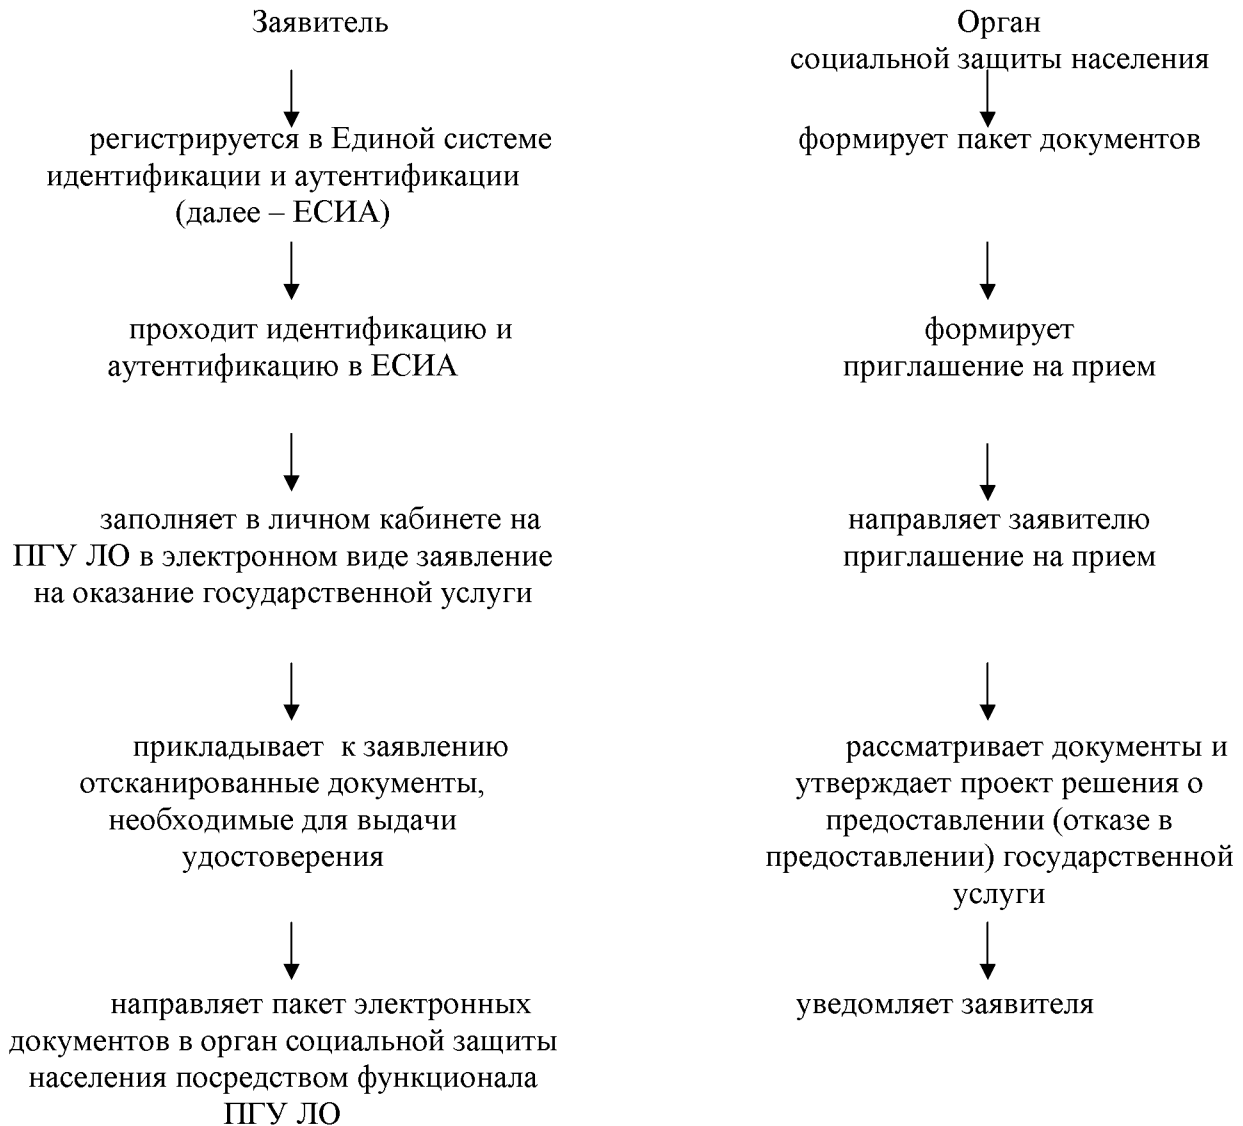 Заявитель
регистрируется в Единой системе
идентификации и аутентификации
(далее – ЕСИА)
проходит идентификацию и
аутентификацию в ЕСИА
заполняет в личном кабинете на
ПГУ ЛО в электронном виде заявление
на оказание государственной услуги
прикладывает к заявлению
отсканированные документы,
необходимые для выдачи
удостоверения
направляет пакет электронных
документов в орган социальной защиты
населения посредством функционала
ПГУ ЛО
Орган
социальной защиты населения
формирует пакет документов
формирует
приглашение на прием
направляет заявителю
приглашение на прием
рассматривает документы и
утверждает проект решения о
предоставлении (отказе в
предоставлении) государственной
услуги
уведомляет заявителя